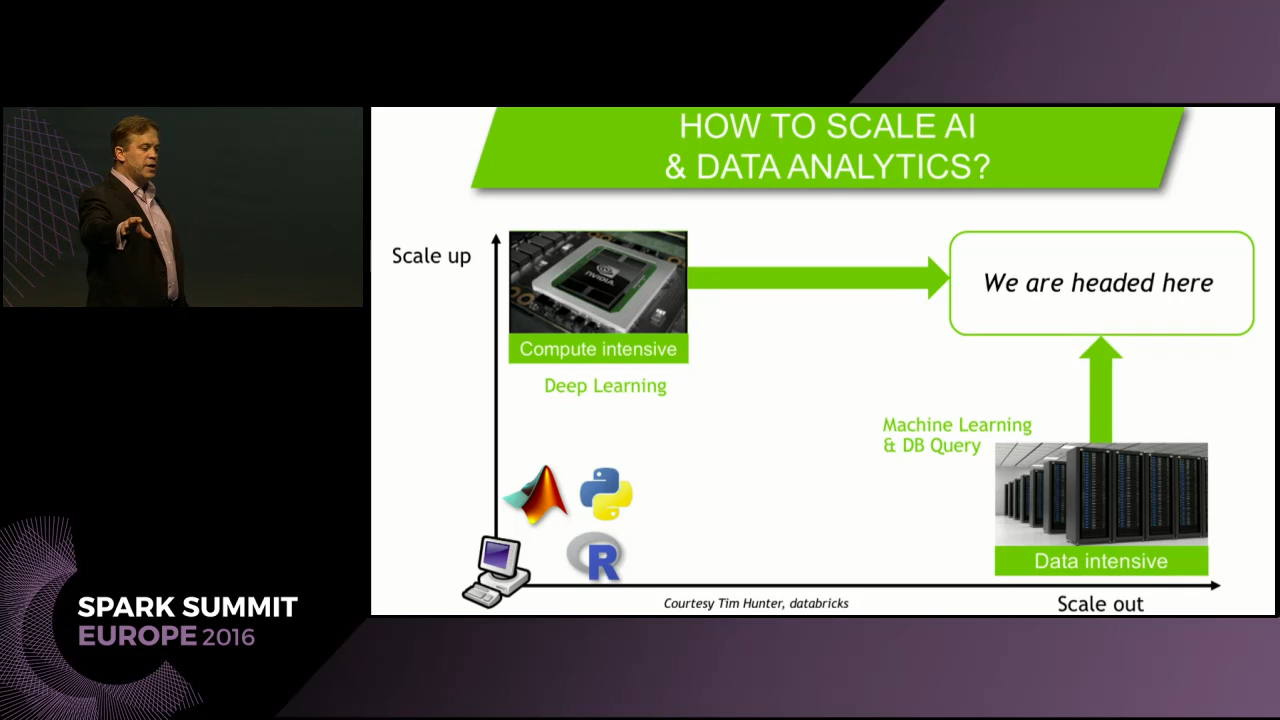 HOW TO SCALE AI
& DATA ANALYTICS?
Scale up
NVIDIA
Compute intensive
Deep Learning
We are headed here
Machine Learning
& DB Query
R
Data intensive
Courtesy Tim Hunter, databricks
Scale out
SPARK SUMMIT
EUROPE 2016